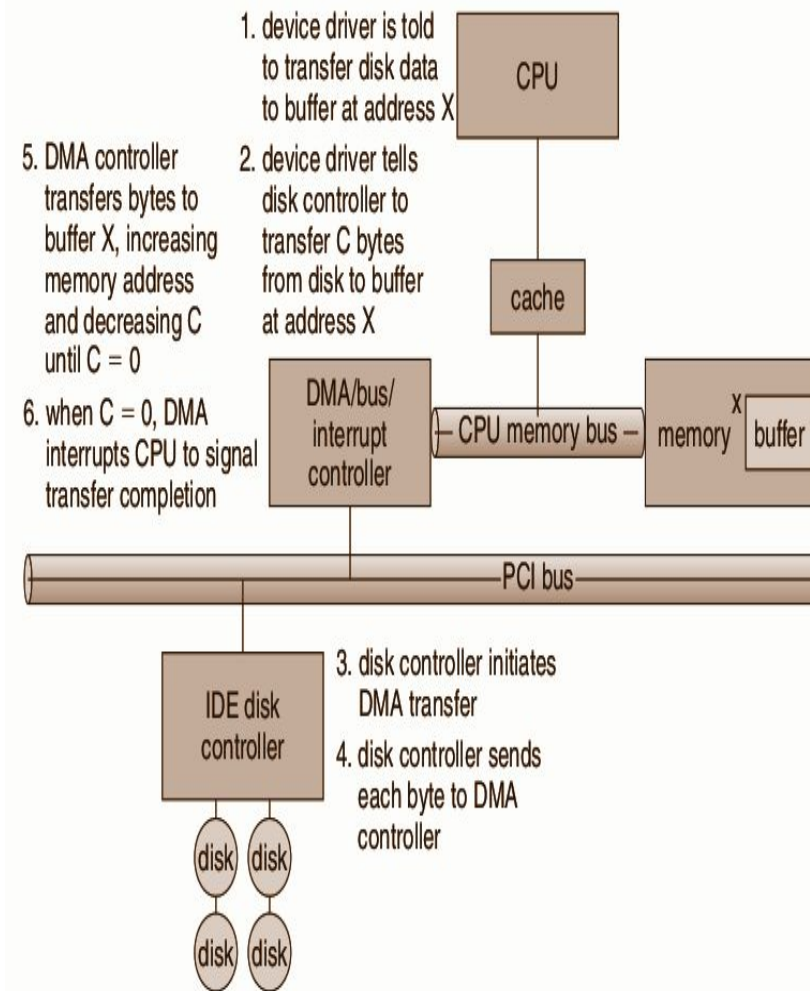 1. device driver is told
to transfer disk data
to buffer at address X
CPU
5. DMA controller
transfers bytes to
buffer X, increasing
memory address
and decreasing C
until C = 0
2. device driver tells
disk controller to
transfer C bytes
from disk to buffer
at address X
cache
6. when C = 0, DMA
interrupts CPU to signal
transfer completion
DMA/bus/
interrupt
controller
CPU memory bus
memory
X
buffer
PCI bus
IDE disk
controller
3. disk controller initiates
DMA transfer
4. disk controller sends
each byte to DMA
controller
disk
disk
disk
disk